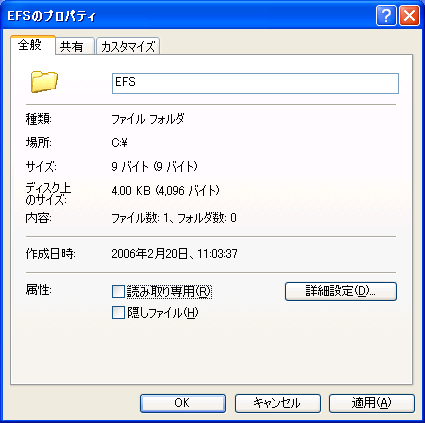 EFSのプロパティ
全般 共有 カスタマイズ
EFS
種類: ファイル フォルダ
場所: C:¥
サイズ: 9 バイト (9 バイト)
ディスク上
のサイズ: 4.00 KB (4,096 バイト)
内容: ファイル数: 1、フォルダ数: 0
作成日時: 2006年2月20日、11:03:37
属性: 読み取り専用(R) 詳細設定(D)...
隠しファイル(H)
OK キャンセル 適用(A)